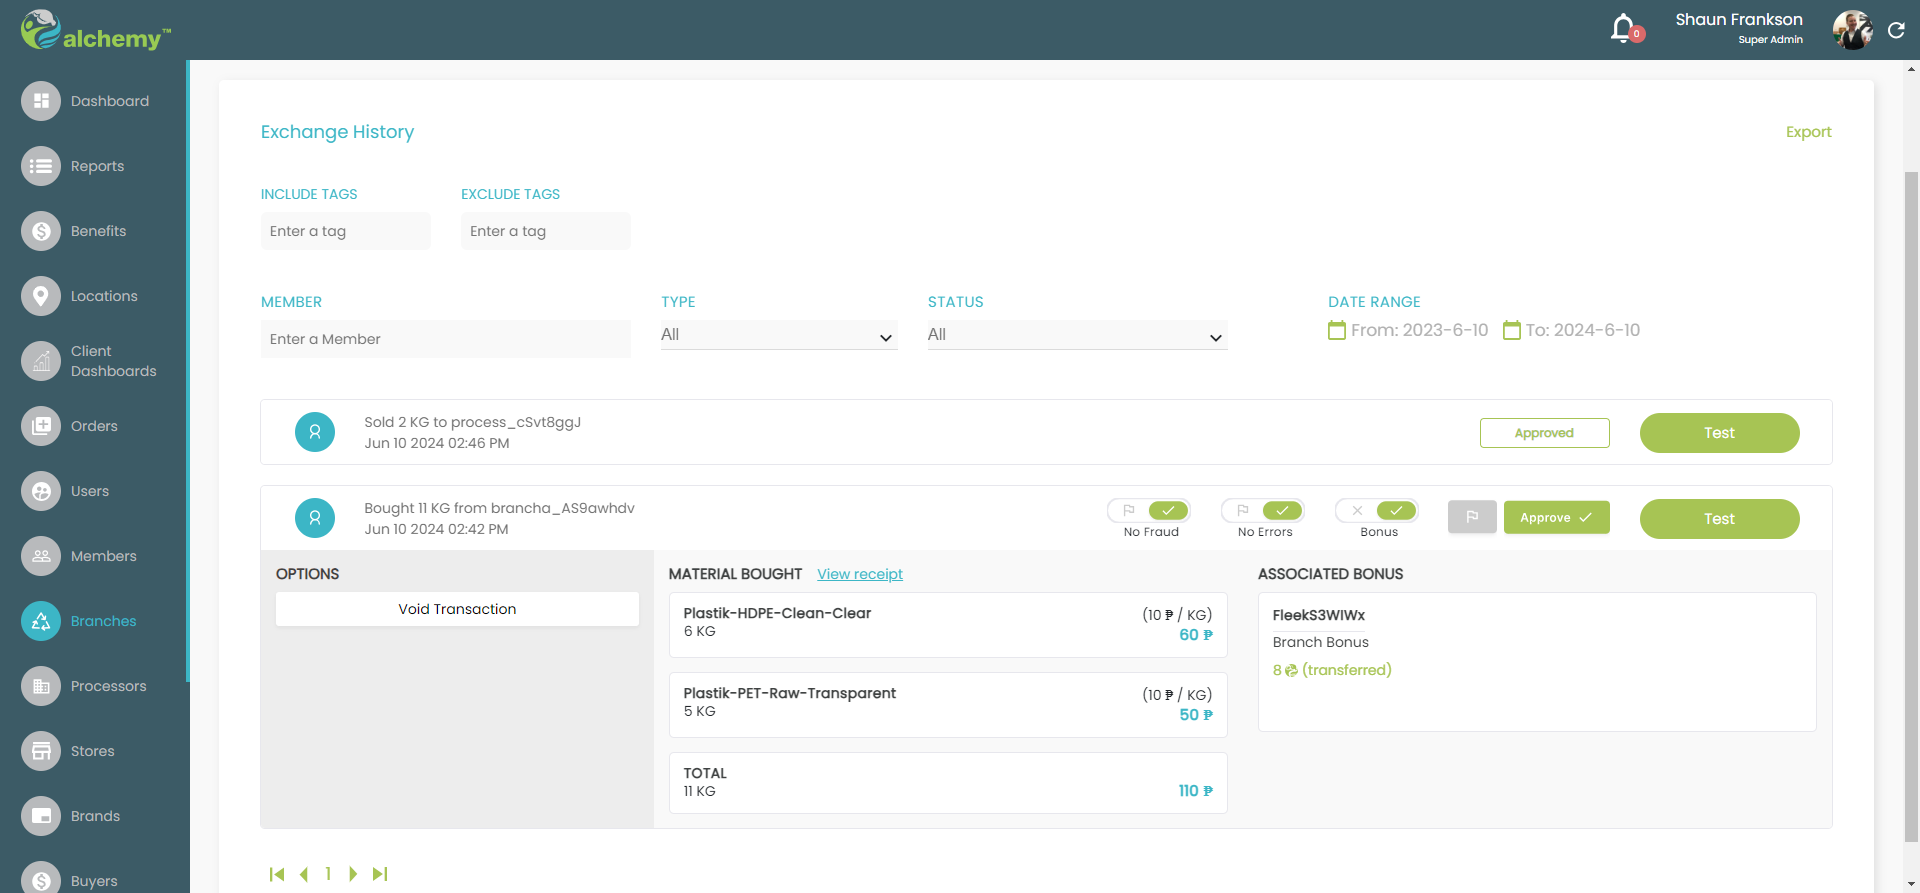 alchemy™
0
Shaun Frankson
Super Admin
Dashboard
Reports
Benefits
Locations
Client
Dashboards
Orders
Users
Members
Branches
Processors
Stores
Brands
Buyers
Exchange History
Export
INCLUDE TAGS
EXCLUDE TAGS
Enter a tag
Enter a tag
MEMBER
TYPE
STATUS
DATE RANGE
Enter a Member
All
All
From: 2023-6-10
To: 2024-6-10
Sold 2 KG to process_cSvt8ggJ
Jun 10 2024 02:46 PM
Approved
Test
Bought 11 KG from brancha_AS9awhdv
Jun 10 2024 02:42 PM
No Fraud
No Errors
Bonus
Approve
Test
OPTIONS
Void Transaction
MATERIAL BOUGHT
View receipt
Plastik-HDPE-Clean-Clear
6 KG
(10 ₱ / KG)
60 ₱
Plastik-PET-Raw-Transparent
5 KG
(10 ₱ / KG)
50 ₱
TOTAL
11 KG
110 ₱
ASSOCIATED BONUS
FleekS3WIWx
Branch Bonus
8 (transferred)
1